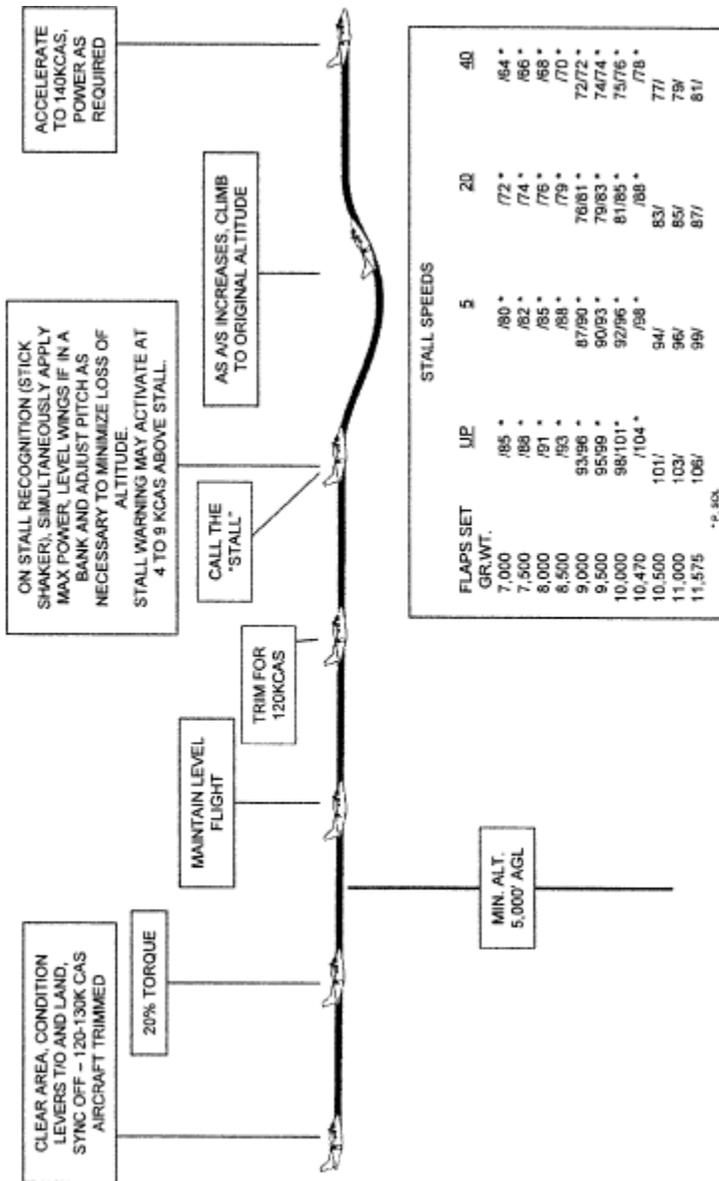 CLEAR AREA, CONDITION
LEVERS T/O AND LAND,
SYNC OFF – 120-130K CAS
AIRCRAFT TRIMMED
20% TORQUE
MAINTAIN LEVEL
FLIGHT
TRIM FOR
120KCAS
ON STALL RECOGNITION (STICK
SHAKER), SIMULTANEOUSLY APPLY
MAX POWER, LEVEL WINGS IF IN A
BANK AND ADJUST PITCH AS
NECESSARY TO MINIMIZE LOSS OF
ALTITUDE.
STALL WARNING MAY ACTIVATE AT
4 TO 9 KCAS ABOVE STALL.
CALL THE
"STALL"
AS A/S INCREASES, CLIMB
TO ORIGINAL ALTITUDE
ACCELERATE
TO 140KCAS,
POWER AS
REQUIRED
MIN. ALT.
5,000' AGL
STALL SPEEDS
FLAPS SET UP 5 20 40
GR.WT.
7,000 /85 * /80 * /72 * /64 *
7,500 /88 * /82 * /74 * /66 *
8,000 /91 * /85 * /76 * /68 *
8,500 /93 * /88 * /79 * /70 *
9,000 93/96 * 87/90 * 76/81 * 72/72 *
9,500 95/99 * 90/93 * 79/83 * 74/74 *
10,000 98/101 * 92/96 * 81/85 * 75/76 *
10,470 /104 * /98 * /88 * /78 *
10,500 101/ 94/ 83/ 77/
11,000 103/ 96/ 85/ 79/
11,575 106/ 99/ 87/ 81/